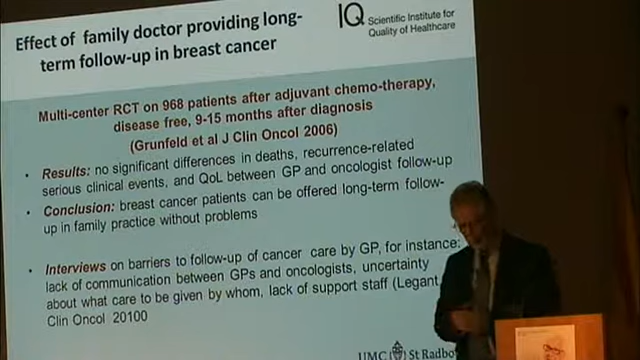 Effect of family doctor providing long-
term follow-up in breast cancer
IQ Scientific Institute for
Quality of Healthcare
Multi-center RCT on 968 patients after adjuvant chemo-therapy,
disease free, 9-15 months after diagnosis
(Grunfeld et al J Clin Oncol 2006)
• Results: no significant differences in deaths, recurrence-related
serious clinical events, and QoL between GP and oncologist follow-up
• Conclusion: breast cancer patients can be offered long-term follow-
up in family practice without problems
• Interviews on barriers to follow-up of cancer care by GP, for instance:
lack of communication between GPs and oncologists, uncertainty
about what care to be given by whom, lack of support staff (Legant
Clin Oncol 20100
UMC St Radbo